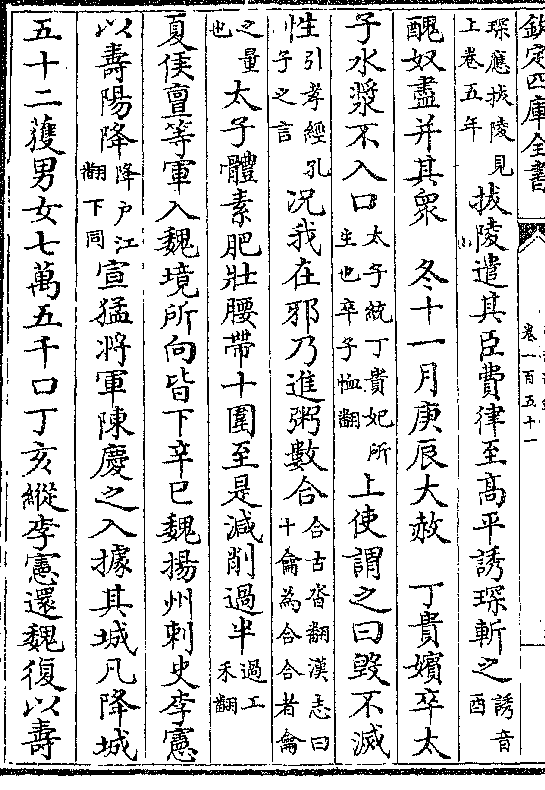 欽定四庫全書
卷一百五十一
琛應拔陵見上卷五年拔陵遣其臣費律至高平誘琛斬之誘音酉
醜奴盡并其衆　冬十一月庚辰大赦　丁貴嬪卒太
子水漿不入口太子統丁貴妃所生也卒子恤翻上使謂之曰毀不滅
性引孝經孔子之言况我在邪乃進粥數合合古沓翻漢志曰十龠為合合者龠
之量也太子體素肥壯腰帶十圍至是減削過半過工禾翻
夏侯亶等軍入魏境所向皆下辛巳魏揚州刺史李憲
以壽陽降降户江翻下同宣猛將軍陳慶之入據其城凡降城
五十二獲男女七萬五千口丁亥縱李憲還魏復以壽